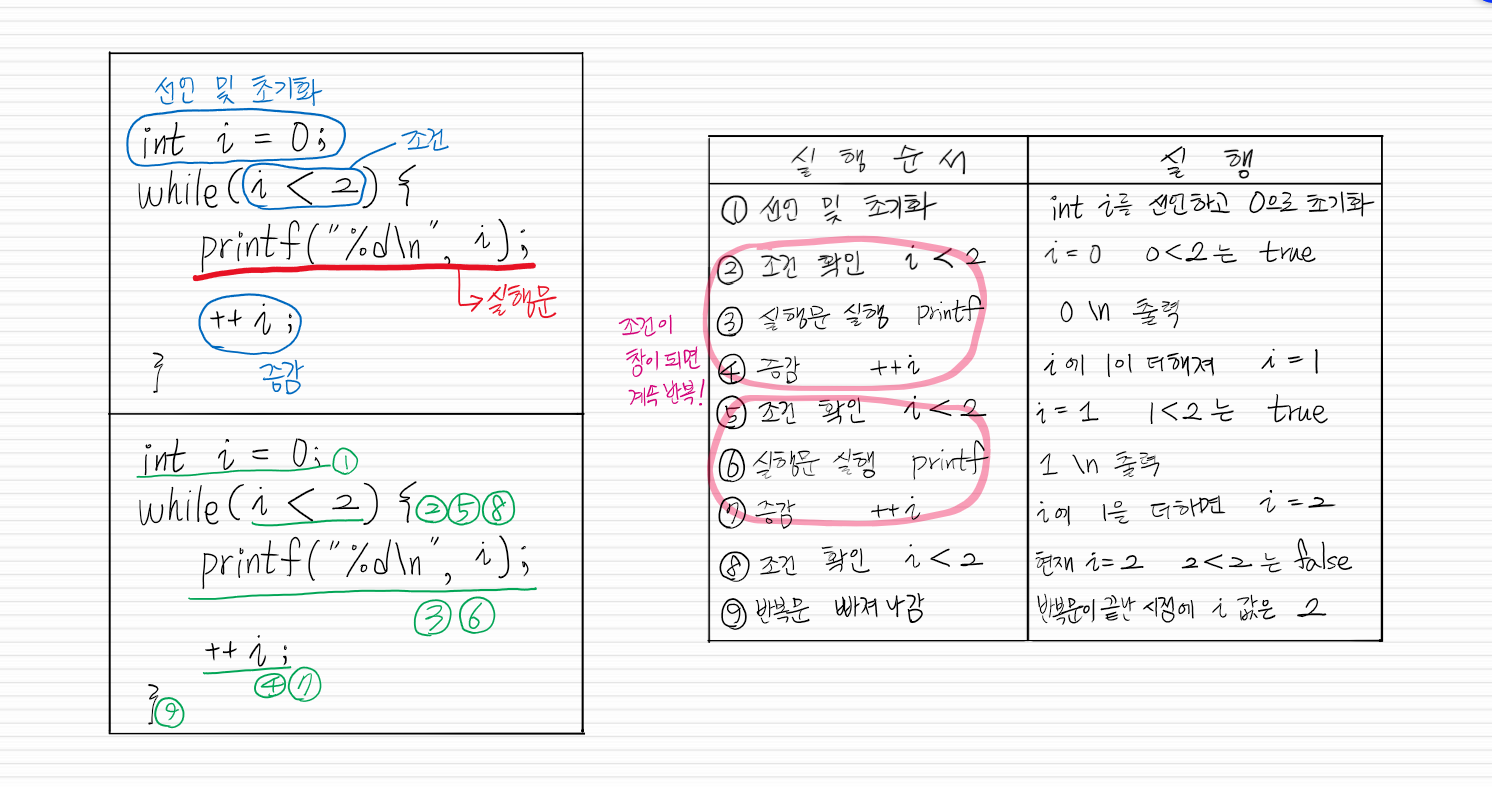 선언 및 초기화
int i = 0;
조건
while(i < 2) {
printf("%d\n", i);
실행문
++i;
}
증감
int i = 0; ①
while(i < 2) { ②⑤⑧
printf("%d\n", i);
③⑥
++i;
④⑦
}⑨
조건이
참이 되면
계속 반복!
실행 순서 실행
① 선언 및 초기화 int i를 선언하고 0으로 초기화
② 조건 확인 i < 2 i = 0 0<2는 true
③ 실행문 실행 printf 0 \n 출력
④ 증감 ++i i에 1이 더해져 i = 1
⑤ 조건 확인 i < 2 i = 1 1<2는 true
⑥ 실행문 실행 printf 1 \n 출력
⑦ 증감 ++i i에 1을 더하면 i = 2
⑧ 조건 확인 i < 2 현재 i = 2 2<2는 false
⑨ 반복문 빠져 나감 반복문이 끝난 시점에 i 값은 2